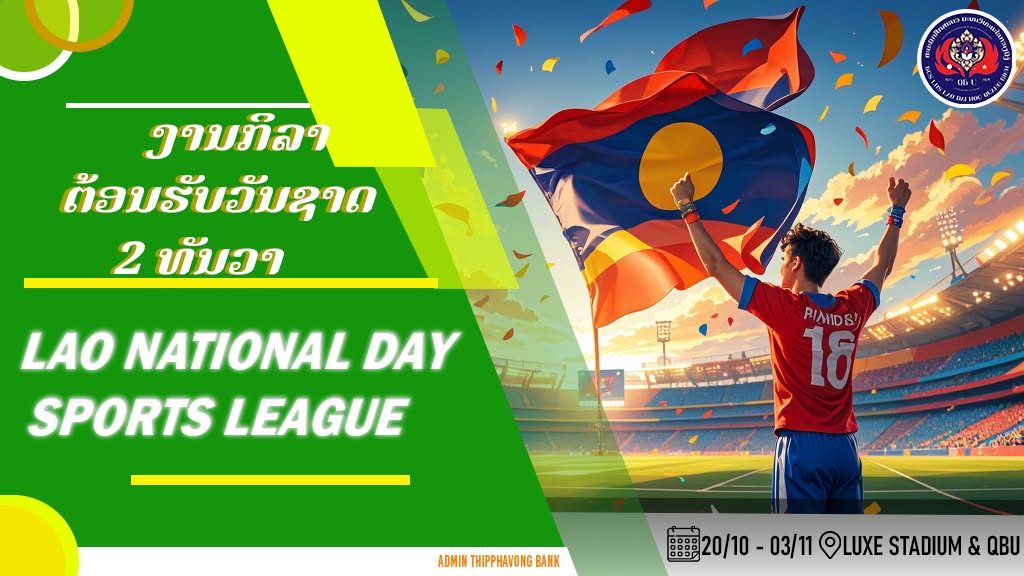 ງານກິລາ
ຕ້ອນຮັບວັນຊາດ
2 ທັນວາ
LAO NATIONAL DAY
SPORTS LEAGUE
QB U
18
20/10 - 03/11 LUXE STADIUM & QBU
ADMIN THIPPHAVONG BANK